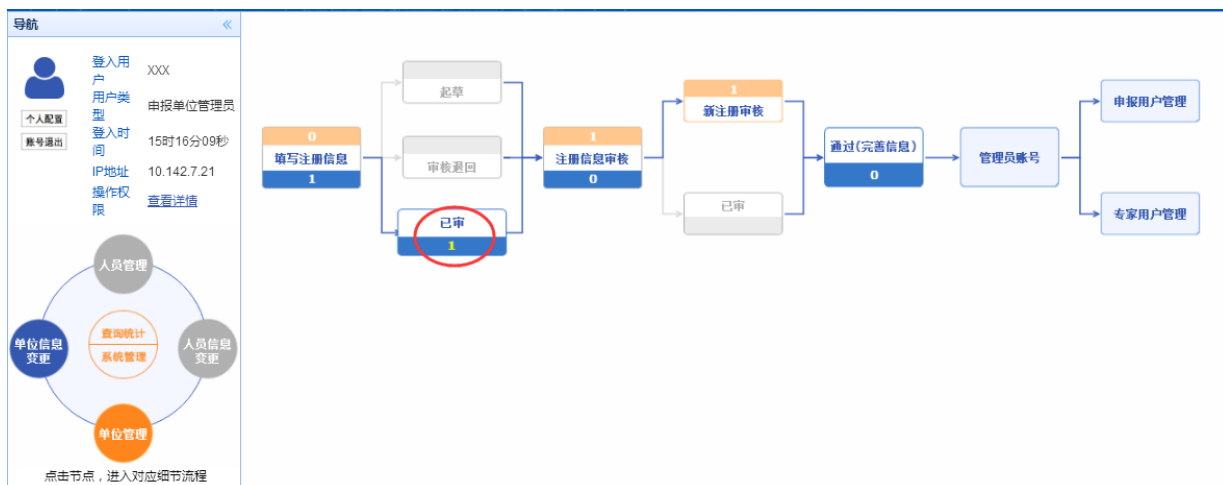 导航
登入用户
XXX
用户类型
申报单位管理员
个人配置
账号退出
登入时间
15时16分09秒
IP地址
10.142.7.21
操作权限
查看详情
人员管理
单位信息变更
查询统计
系统管理
人员信息变更
单位管理
点击节点，进入对应细节流程
0
填写注册信息
1
起草
审核退回
已审
1
1
注册信息审核
0
1
新注册审核
已审
通过(完善信息)
0
管理员账号
申报用户管理
专家用户管理